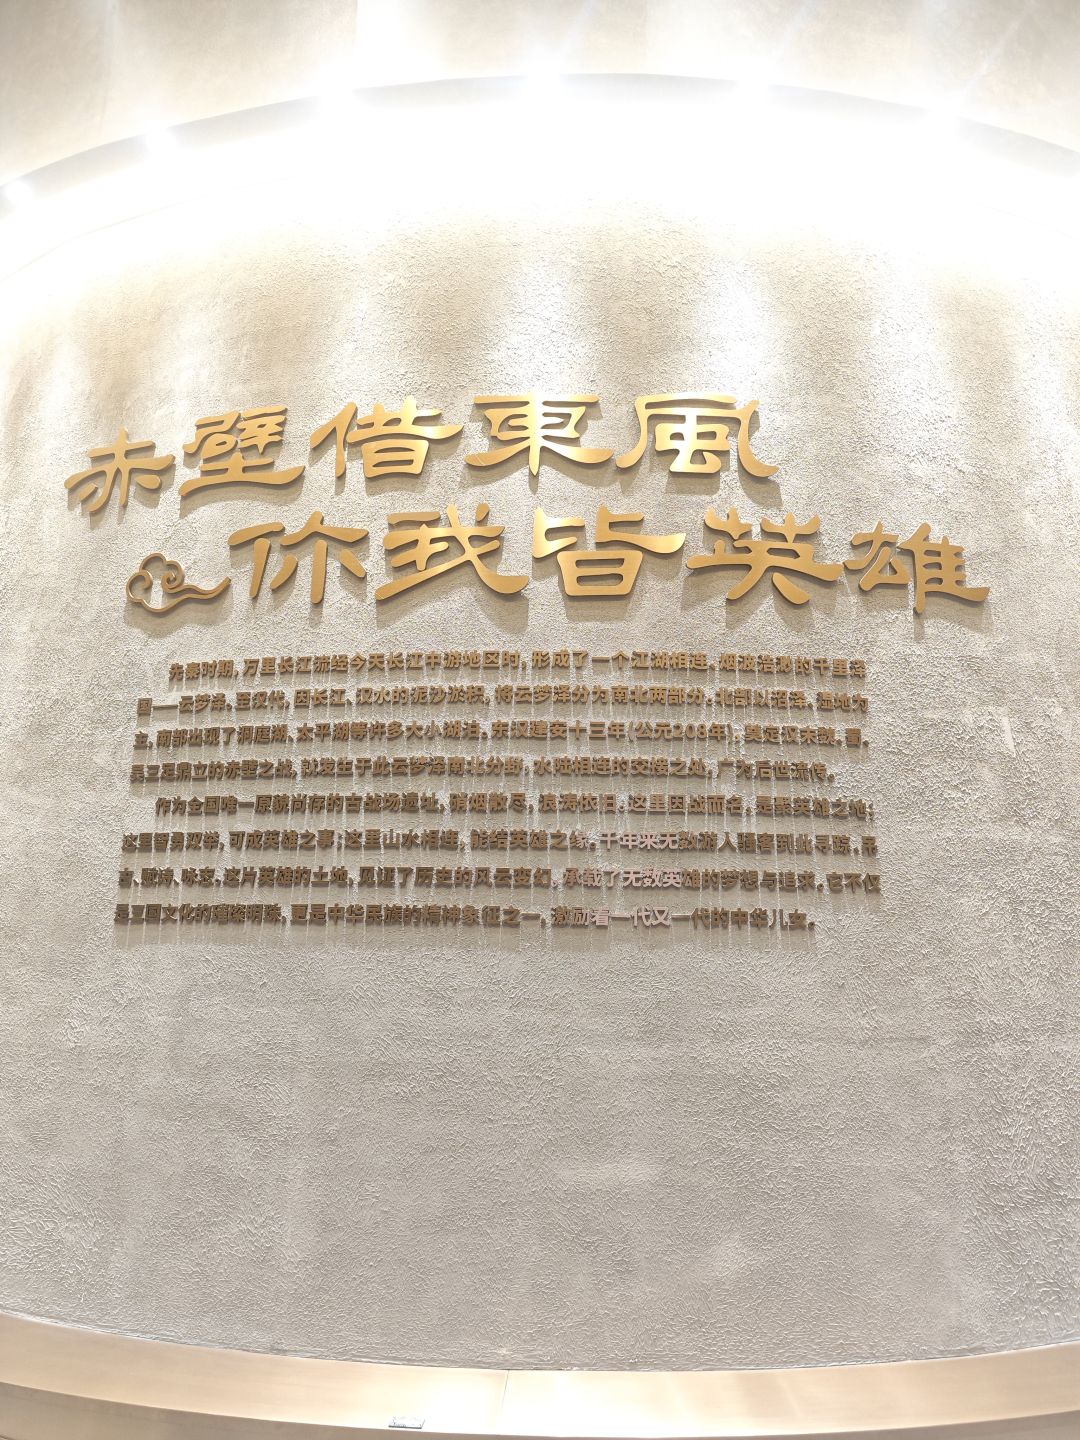 赤壁借東風
你我皆英雄
先秦时期,万里长江流经今天长江中游地区时,形成了一个江湖相连、烟波浩渺的千里泽
国——云梦泽。至汉代,因长江、汉水的泥沙淤积,将云梦泽分为南北两部分。北部以沼泽、湿地为
主,南部出现了洞庭湖、太平湖等许多大小湖泊。东汉建安十三年(公元208年),奠定汉末魏、蜀、
吴三足鼎立的赤壁之战,就发生于此云梦泽南北分野,水陆相连的交接之处,广为后世流传。
作为全国唯一原貌尚存的古战场遗址,硝烟散尽,浪涛依旧。这里因战而名,是聚英雄之地;
这里智勇双举,可成英雄之事;这里山水相连,能结英雄之缘。千年来无数游人骚客到此寻踪、吊
古、歌诗、咏志。这片英雄的土地,见证了历史的风云变幻,承载了无数英雄的梦想与追求。它不仅
是三国文化的璀璨明珠,更是中华民族的精神象征之一,激励着一代又一代的中华儿女。